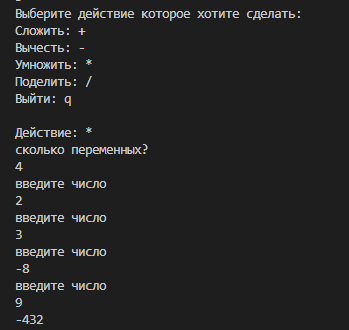 Выберите действие которое хотите сделать:
Сложить: +
Вычесть: -
Умножить: *
Поделить: /
Выйти: q
Действие: *
сколько переменных?
4
введите число
2
введите число
3
введите число
-8
введите число
9
-432